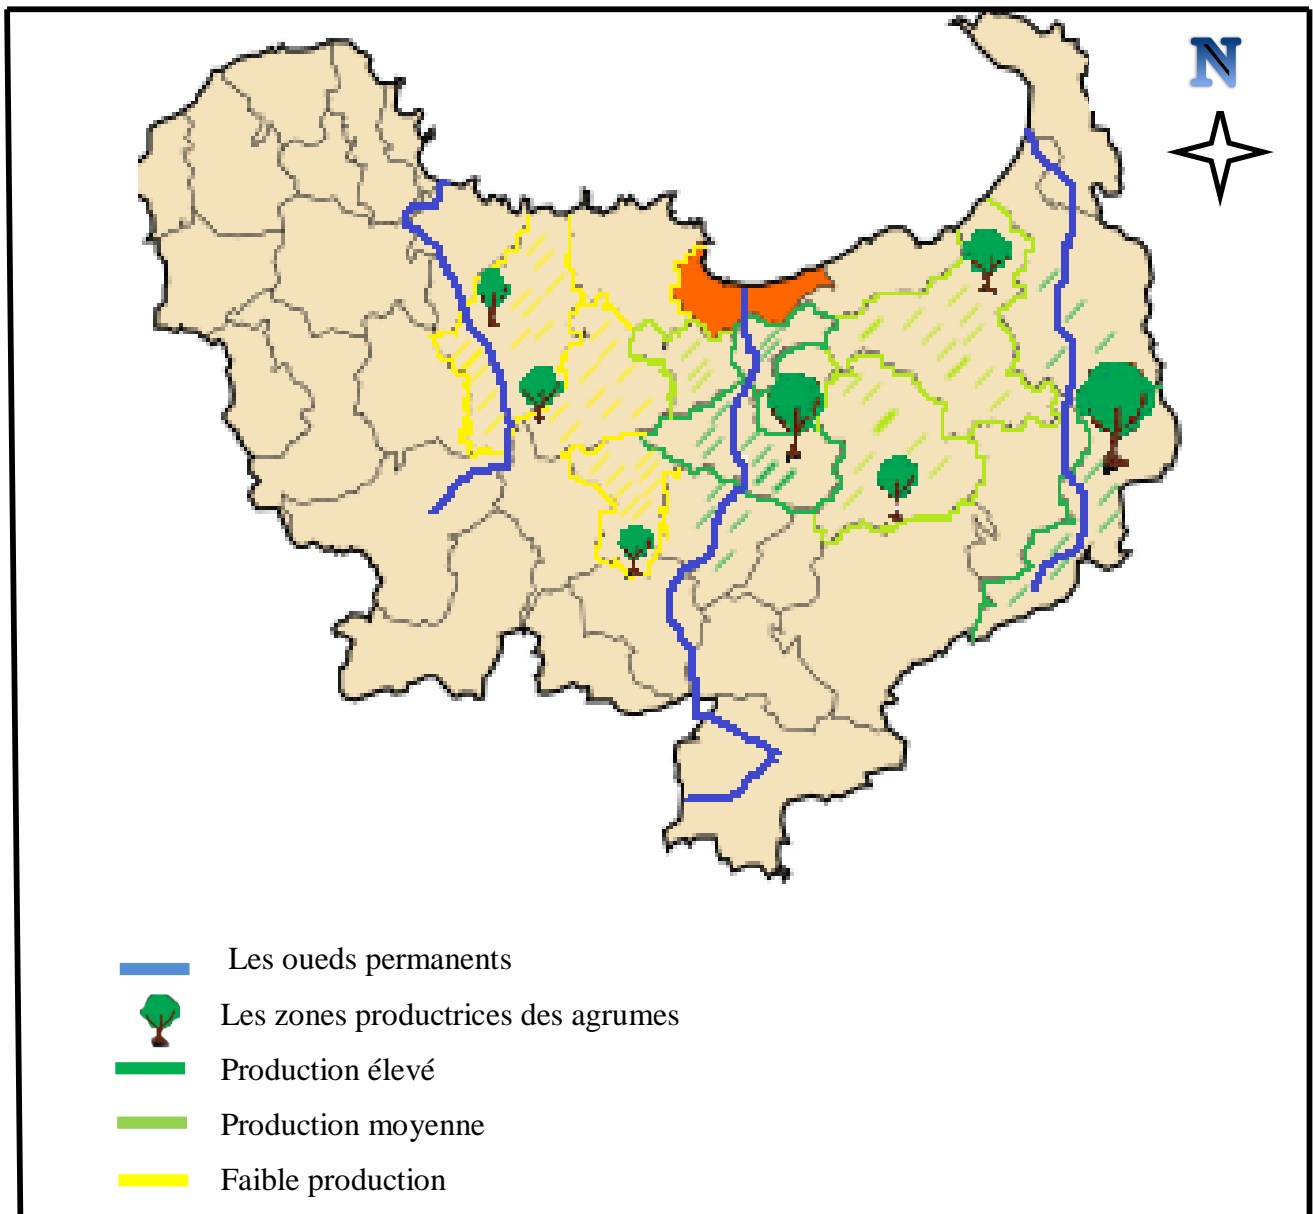 N
Les oueds permanents
Les zones productrices des agrumes
Production élevé
Production moyenne
Faible production